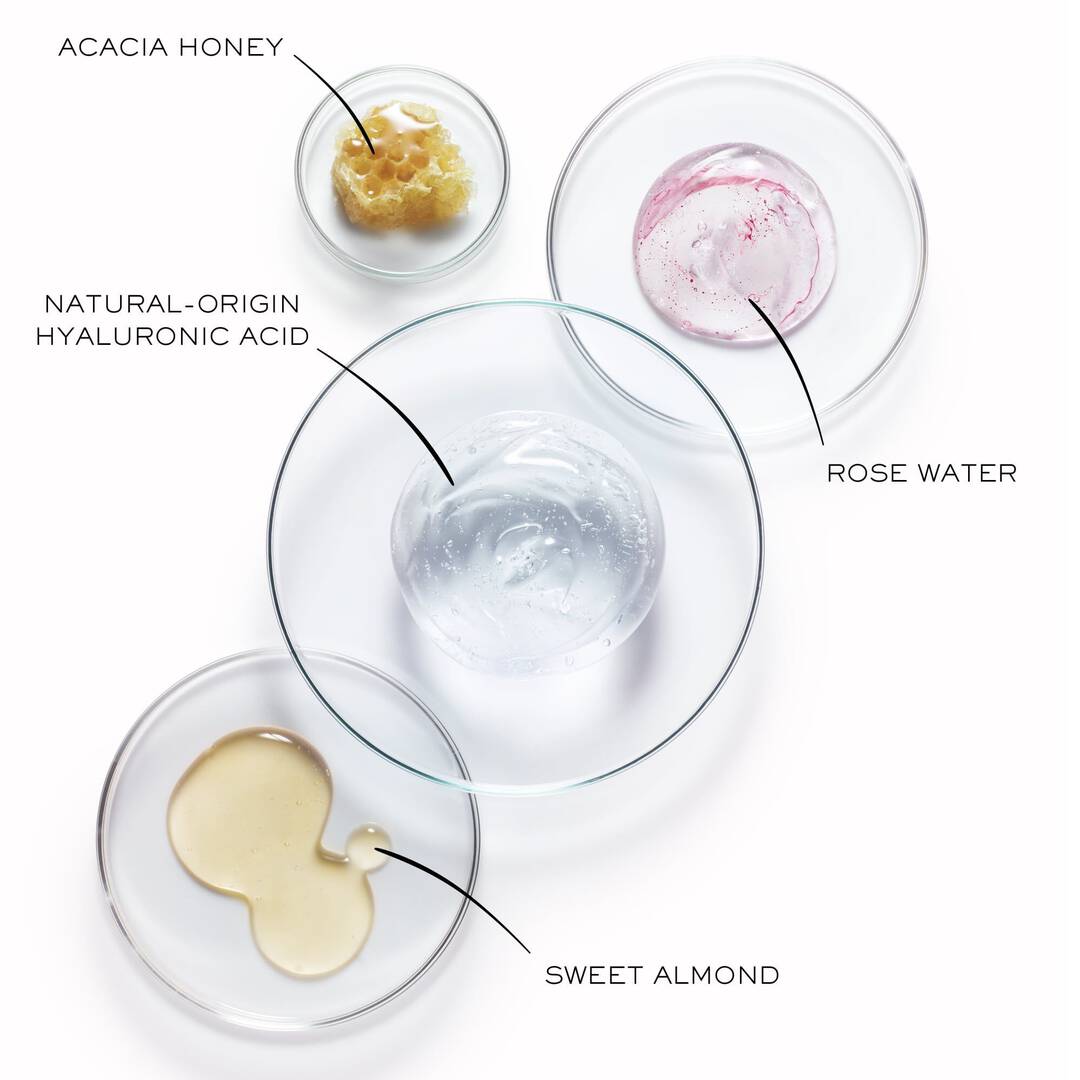 ACACIA HONEY
NATURAL-ORIGIN
HYALURONIC ACID
ROSE WATER
SWEET ALMOND